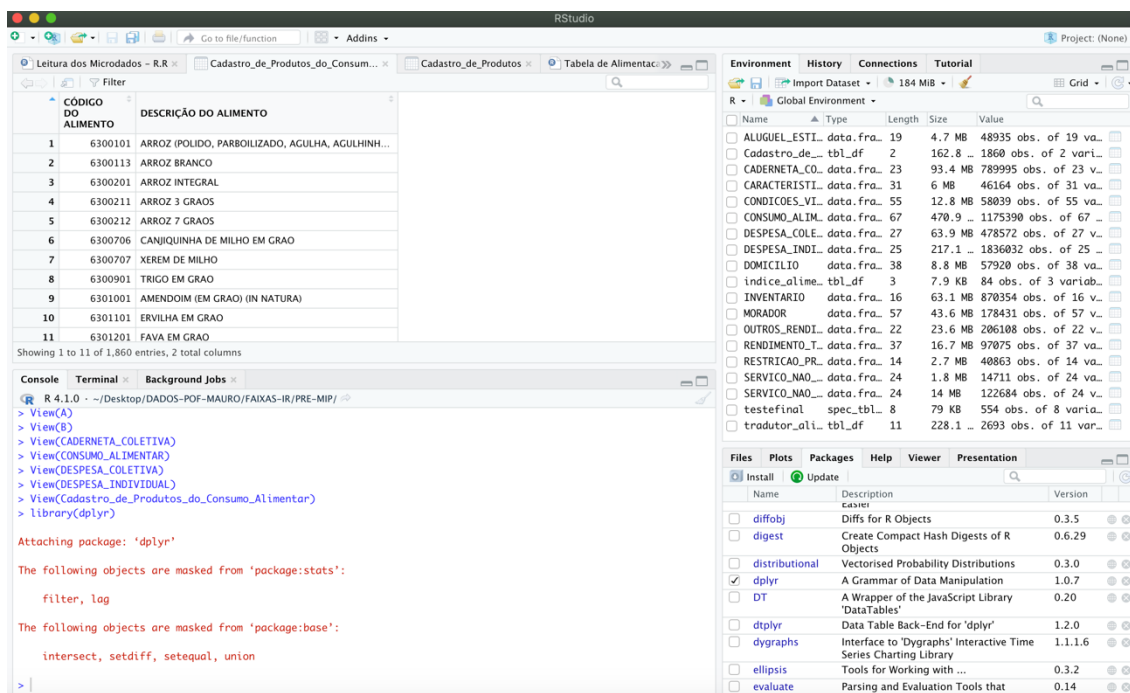 RStudio
Go to file/function
Addins
Project: (None)
Leitura dos Microdados - R.R
Cadastro_de_Produtos_do_Consum...
Cadastro_de_Produtos
Tabela de Alimentaca
Filter
CÓDIGO DO ALIMENTO
DESCRIÇÃO DO ALIMENTO
1 6300101 ARROZ (POLIDO, PARBOILIZADO, AGULHA, AGULHINH...
2 6300113 ARROZ BRANCO
3 6300201 ARROZ INTEGRAL
4 6300211 ARROZ 3 GRAOS
5 6300212 ARROZ 7 GRAOS
6 6300706 CANJIQUINHA DE MILHO EM GRAO
7 6300707 XEREM DE MILHO
8 6300901 TRIGO EM GRAO
9 6301001 AMENDOIM (EM GRAO) (IN NATURA)
10 6301101 ERVILHA EM GRAO
11 6301201 FAVA EM GRAO
Showing 1 to 11 of 1,860 entries, 2 total columns
Console Terminal Background Jobs
R 4.1.0 · ~/Desktop/DADOS-POF-MAURO/FAIXAS-IR/PRE-MIP/
> View(A)
> View(B)
> View(CADERNETA_COLETIVA)
> View(CONSUMO_ALIMENTAR)
> View(DESPESA_COLETIVA)
> View(DESPESA_INDIVIDUAL)
> View(Cadastro_de_Produtos_do_Consumo_Alimentar)
> library(dplyr)
Attaching package: ‘dplyr’
The following objects are masked from ‘package:stats’:
filter, lag
The following objects are masked from ‘package:base’:
intersect, setdiff, setequal, union
>
Environment History Connections Tutorial
Import Dataset 184 MiB Grid
R Global Environment
Name Type Length Size Value
ALUGUEL_ESTI… data.fra… 19 4.7 MB 48935 obs. of 19 va…
Cadastro_de_… tbl_df 2 162.8 … 1860 obs. of 2 vari…
CADERNETA_CO… data.fra… 23 93.4 MB 789995 obs. of 23 v…
CARACTERISTI… data.fra… 31 6 MB 46164 obs. of 31 va…
CONDICOES_VI… data.fra… 55 12.8 MB 58039 obs. of 55 va…
CONSUMO_ALIM… data.fra… 67 470.9 … 1175390 obs. of 67 …
DESPESA_COLE… data.fra… 27 63.9 MB 478572 obs. of 27 v…
DESPESA_INDI… data.fra… 25 217.1 … 1836032 obs. of 25 …
DOMICILIO data.fra… 38 8.8 MB 57920 obs. of 38 va…
indice_alime… tbl_df 3 7.9 KB 84 obs. of 3 variab…
INVENTARIO data.fra… 16 63.1 MB 870354 obs. of 16 v…
MORADOR data.fra… 57 43.6 MB 178431 obs. of 57 v…
OUTROS_RENDI… data.fra… 22 23.6 MB 206108 obs. of 22 v…
RENDIMENTO_T… data.fra… 37 16.7 MB 97075 obs. of 37 va…
RESTRICAO_PR… data.fra… 14 2.7 MB 40863 obs. of 14 va…
SERVICO_NAO_… data.fra… 24 1.8 MB 14711 obs. of 24 va…
SERVICO_NAO_… data.fra… 24 14 MB 122684 obs. of 24 v…
testefinal spec_tbl… 8 79 KB 554 obs. of 8 varia…
tradutor_ali… tbl_df 11 228.1 … 2693 obs. of 11 var…
Files Plots Packages Help Viewer Presentation
Install Update
Name Description Version
Easier
diffobj Diffs for R Objects 0.3.5
digest Create Compact Hash Digests of R Objects 0.6.29
distributional Vectorised Probability Distributions 0.3.0
dplyr A Grammar of Data Manipulation 1.0.7
DT A Wrapper of the JavaScript Library 'DataTables' 0.20
dtplyr Data Table Back-End for 'dplyr' 1.2.0
dygraphs Interface to 'Dygraphs' Interactive Time Series Charting Library 1.1.1.6
ellipsis Tools for Working with ... 0.3.2
evaluate Parsing and Evaluation Tools that 0.14